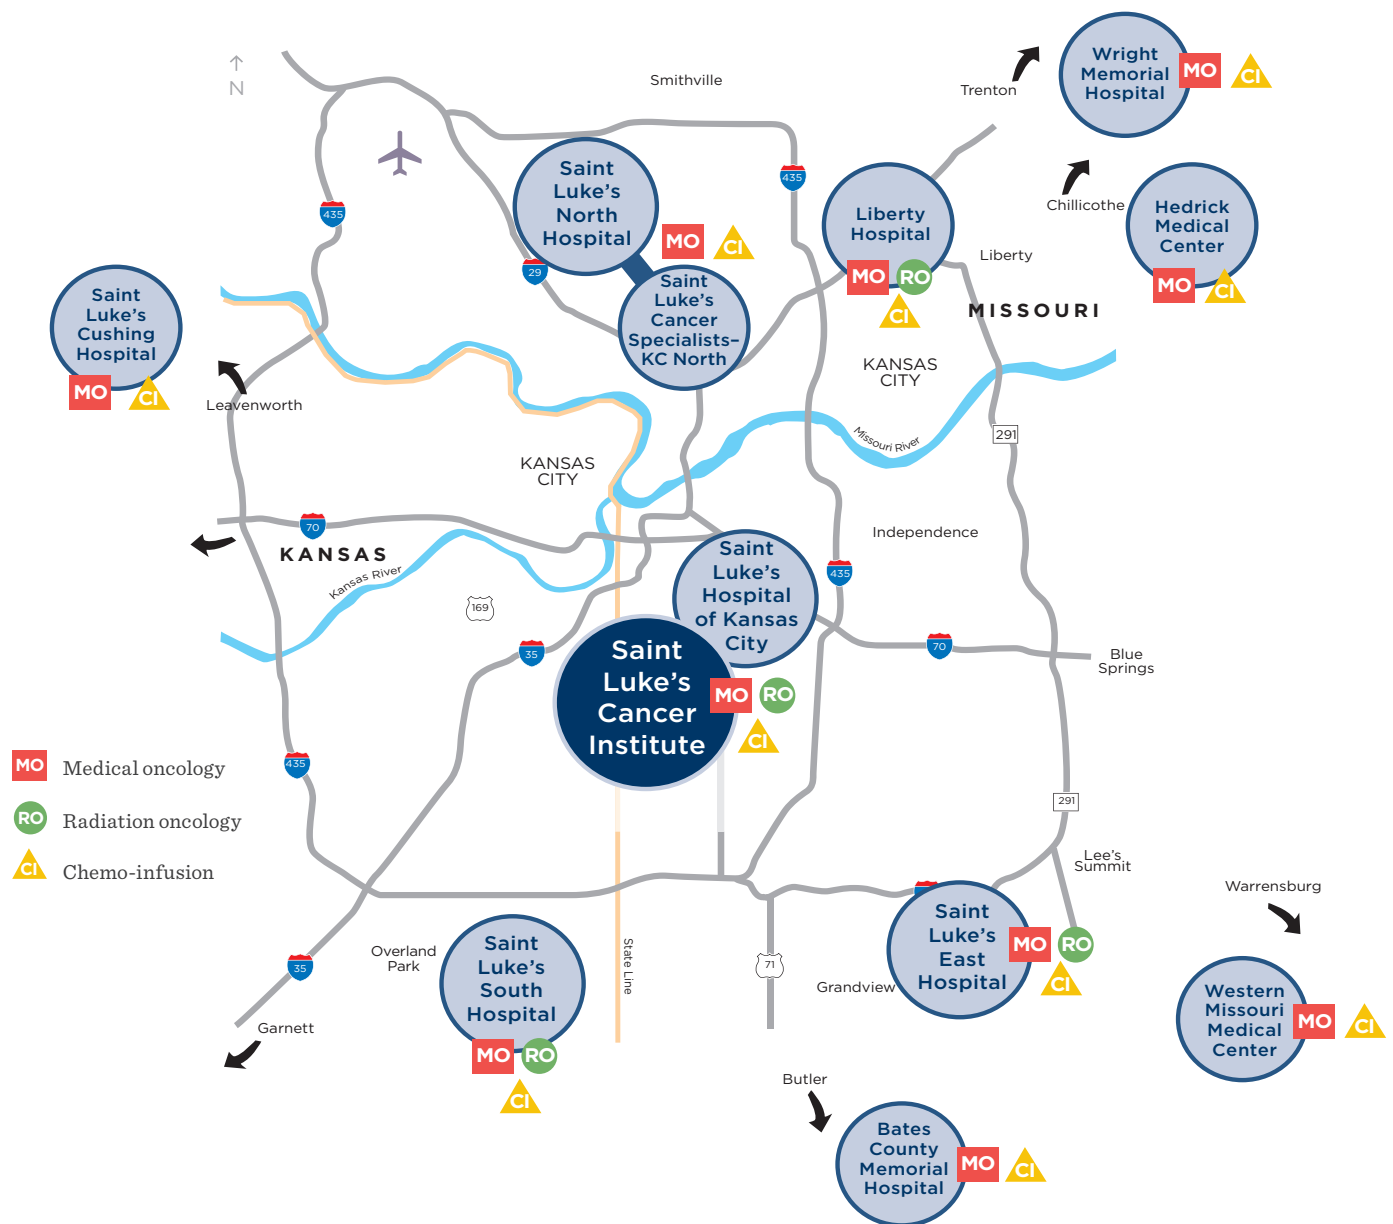 N
Smithville
Trenton
Wright
Memorial
Hospital
MO
CI
435
Saint
Luke's
North
Hospital
MO
CI
29
Saint
Luke's
Cancer
Specialists–
KC North
Liberty
Hospital
MO
RO
CI
Liberty
Chillicothe
Hedrick
Medical
Center
MO
CI
MISSOURI
435
Saint
Luke's
Cushing
Hospital
MO
CI
Leavenworth
KANSAS
CITY
KANSAS
CITY
Missouri River
291
70
KANSAS
Kansas River
169
Independence
435
Saint
Luke's
Hospital
of Kansas
City
35
Saint
Luke's
Cancer
Institute
MO
RO
CI
70
Blue
Springs
MO
Medical oncology
RO
Radiation oncology
CI
Chemo-infusion
435
291
Lee's
Summit
Warrensburg
35
Garnett
Overland
Park
Saint
Luke's
South
Hospital
MO
RO
CI
State Line
71
Grandview
Saint
Luke's
East
Hospital
MO
RO
CI
Western
Missouri
Medical
Center
MO
CI
Butler
Bates
County
Memorial
Hospital
MO
CI